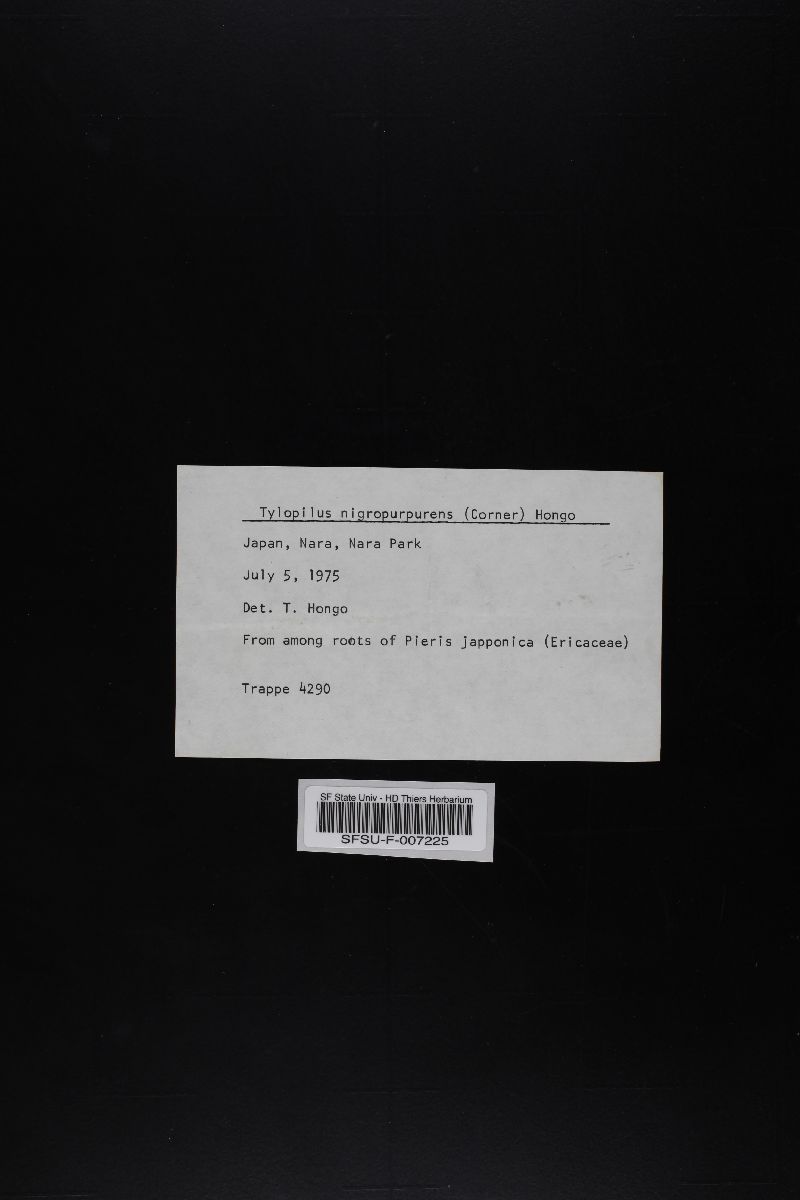 Tylopilus nigropurpurens (Corner) Hongo
Japan, Nara, Nara Park
July 5, 1975
Det. T. Hongo
From among roots of Pieris japponica (Ericaceae)
Trappe 4290
SF State Univ - HD Thiers Herbarium
SFSU-F-007225